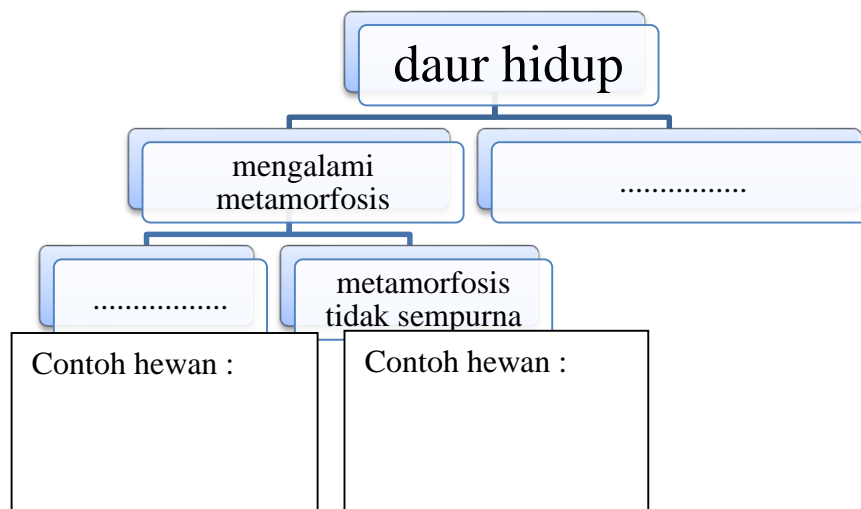 daur hidup
mengalami
metamorfosis
................
.................
metamorfosis
tidak sempurna
Contoh hewan :
Contoh hewan :